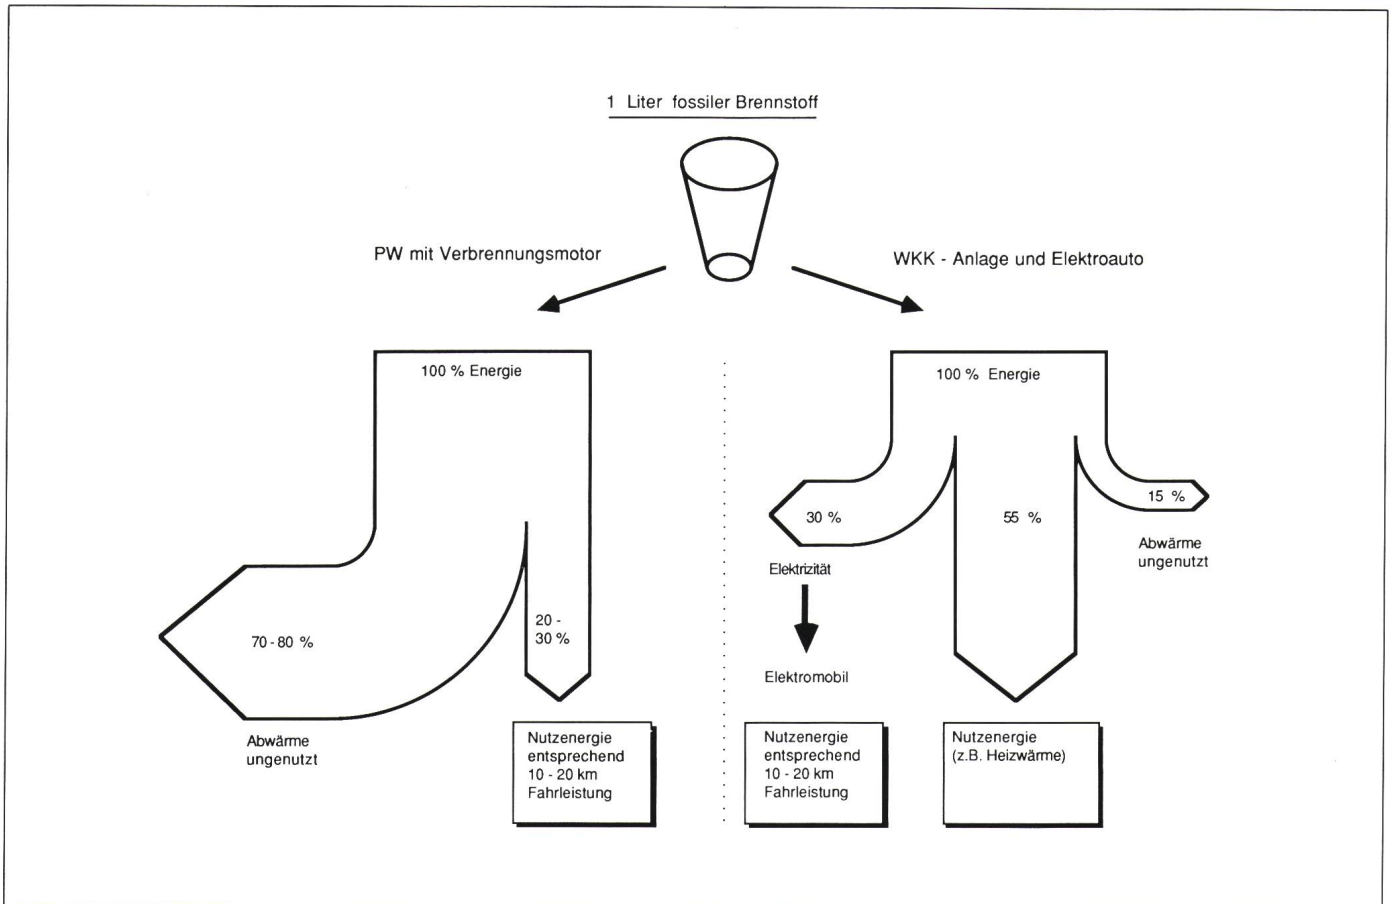 1 Liter fossiler Brennstoff
PW mit Verbrennungsmotor
WKK - Anlage und Elektroauto
100 % Energie
70 - 80 %
20 -
30 %
Abwärme
ungenutzt
Nutzenergie
entsprechend
10 - 20 km
Fahrleistung
100 % Energie
30 %
55 %
15 %
Elektrizität
Abwärme
ungenutzt
Elektromobil
Nutzenergie
entsprechend
10 - 20 km
Fahrleistung
Nutzenergie
(z.B. Heizwärme)